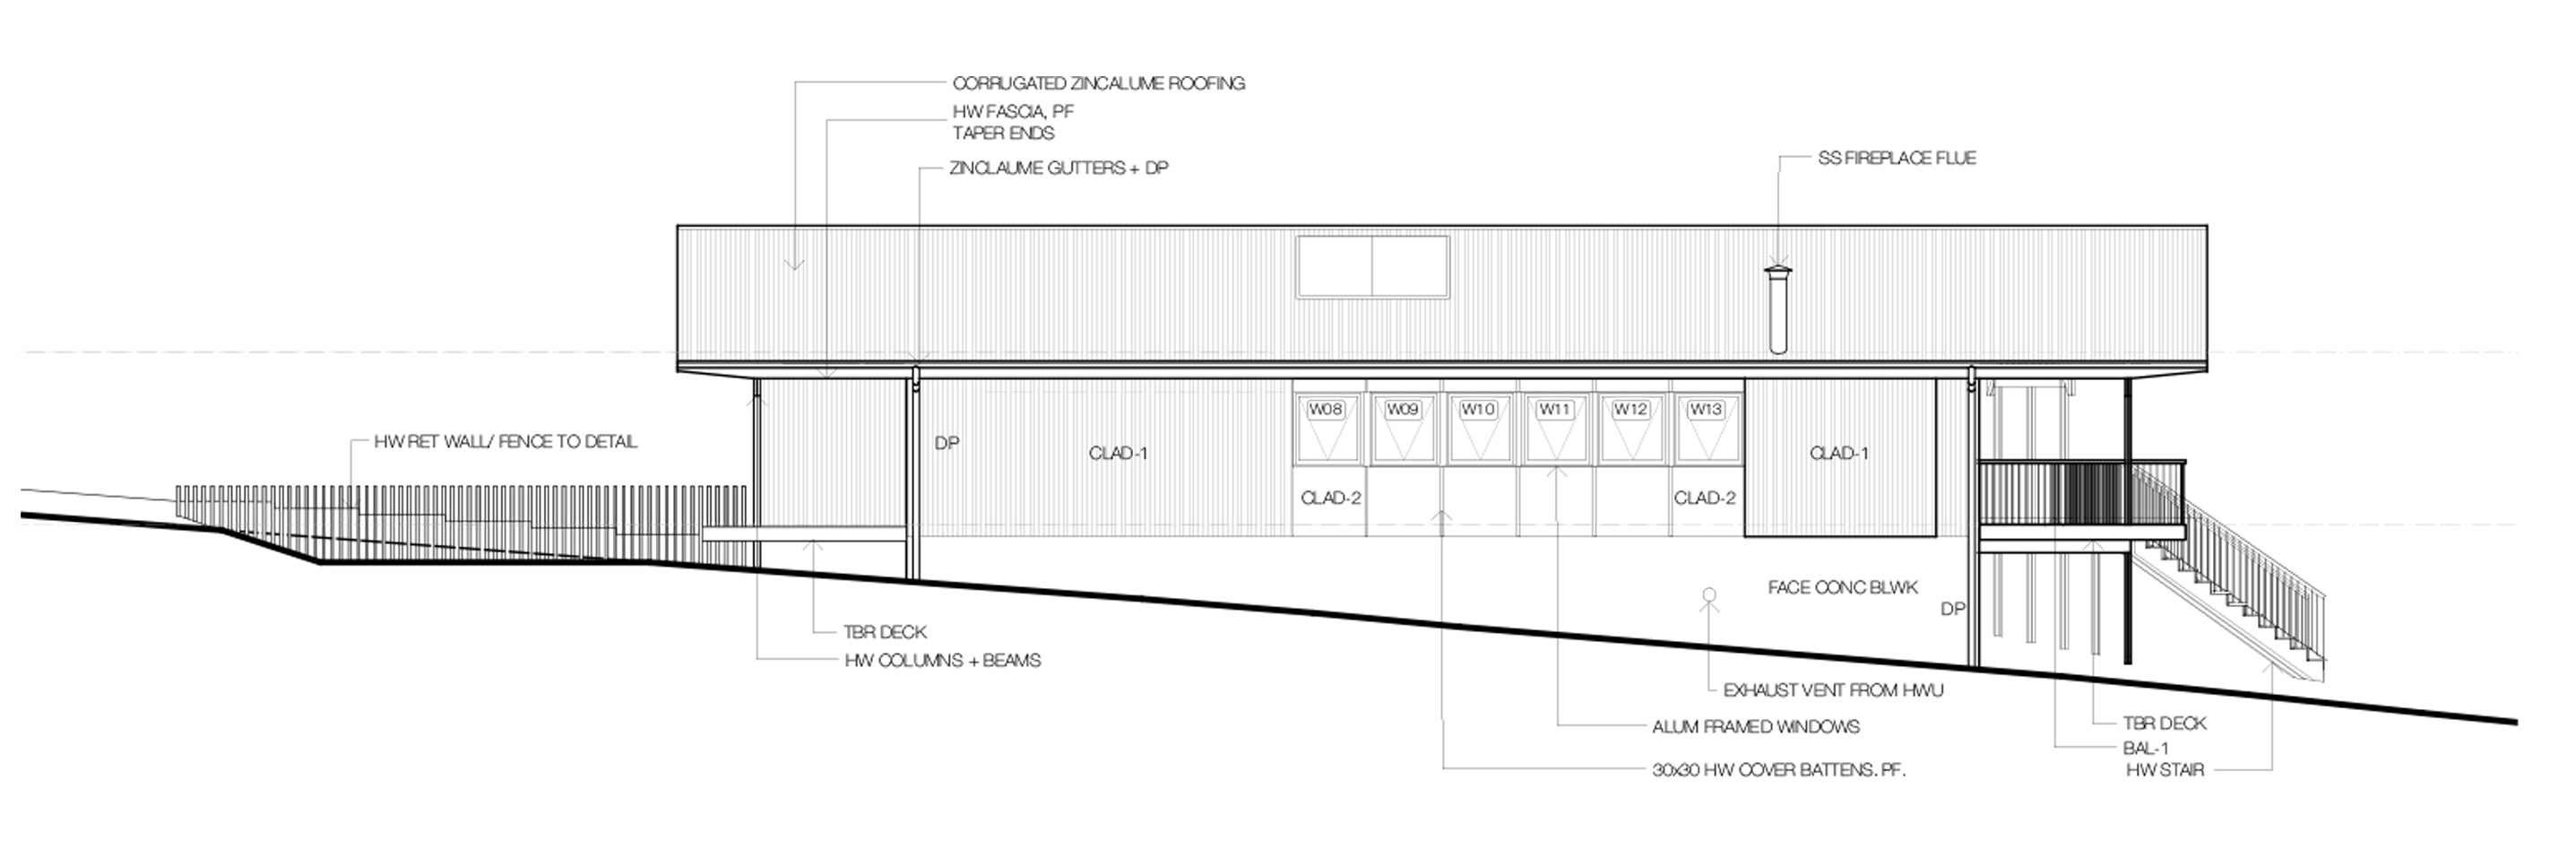 CORRUGATED ZINCALUME ROOFING
HW FASCIA, PF
TAPER ENDS
ZINCLAUME GUTTERS + DP
SS FIREPLACE FLUE
HW RET WALL/ FENCE TO DETAIL
DP
CLAD-1
W08
W09
W10
W11
W12
W13
CLAD-1
CLAD-2
CLAD-2
FACE CONC BLWK
DP
TBR DECK
HW COLUMNS + BEAMS
EXHAUST VENT FROM HWU
ALUM FRAMED WINDOWS
30x30 HW COVER BATTENS. PF.
TBR DECK
BAL-1
HW STAIR